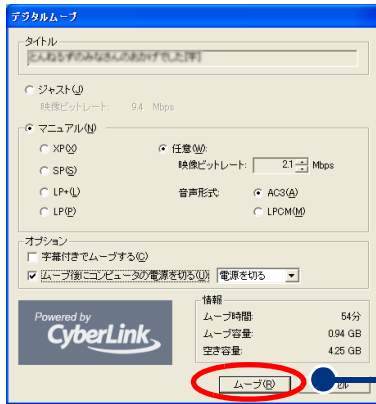 デジタルムーブ
タイトル
とんねるずのみなさんのおかげでした[字]
ジャスト(J)
映像ビットレート: 9.4 Mbps
マニュアル(N)
XP(X)
SP(S)
LP+(L)
LP(P)
任意(W):
映像ビットレート: 2.1 Mbps
音声形式: AC3(A)
LPCM(M)
オプション
字幕付きでムーブする(C)
ムーブ後にコンピュータの電源を切る(U) 電源を切る
Powered by
CyberLink
情報
ムーブ時間: 54分
ムーブ容量: 0.94 GB
空き容量: 4.25 GB
ムーブ(R)